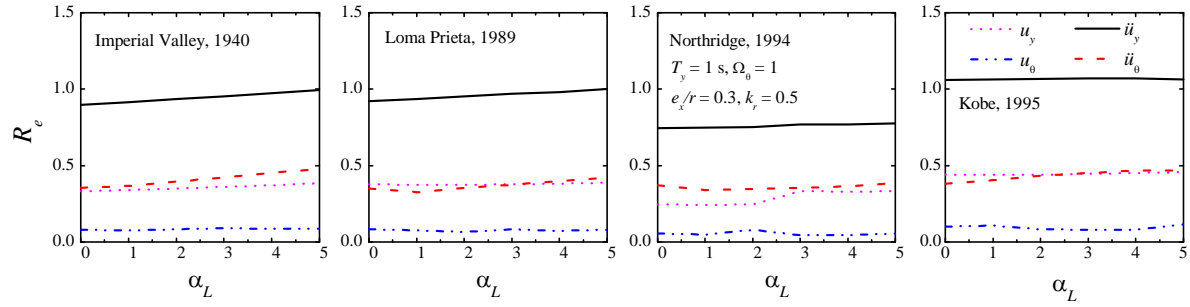 R_e
1.5
1.0
0.5
0.0
Imperial Valley, 1940
0 1 2 3 4 5
α_L
1.5
1.0
0.5
0.0
Loma Prieta, 1989
0 1 2 3 4 5
α_L
1.5
1.0
0.5
0.0
Northridge, 1994
T_y = 1 s, Ω_θ = 1
e_x/r = 0.3, k_r = 0.5
0 1 2 3 4 5
α_L
1.5
1.0
0.5
0.0
u_y ü_y
u_θ ü_θ
Kobe, 1995
0 1 2 3 4 5
α_L